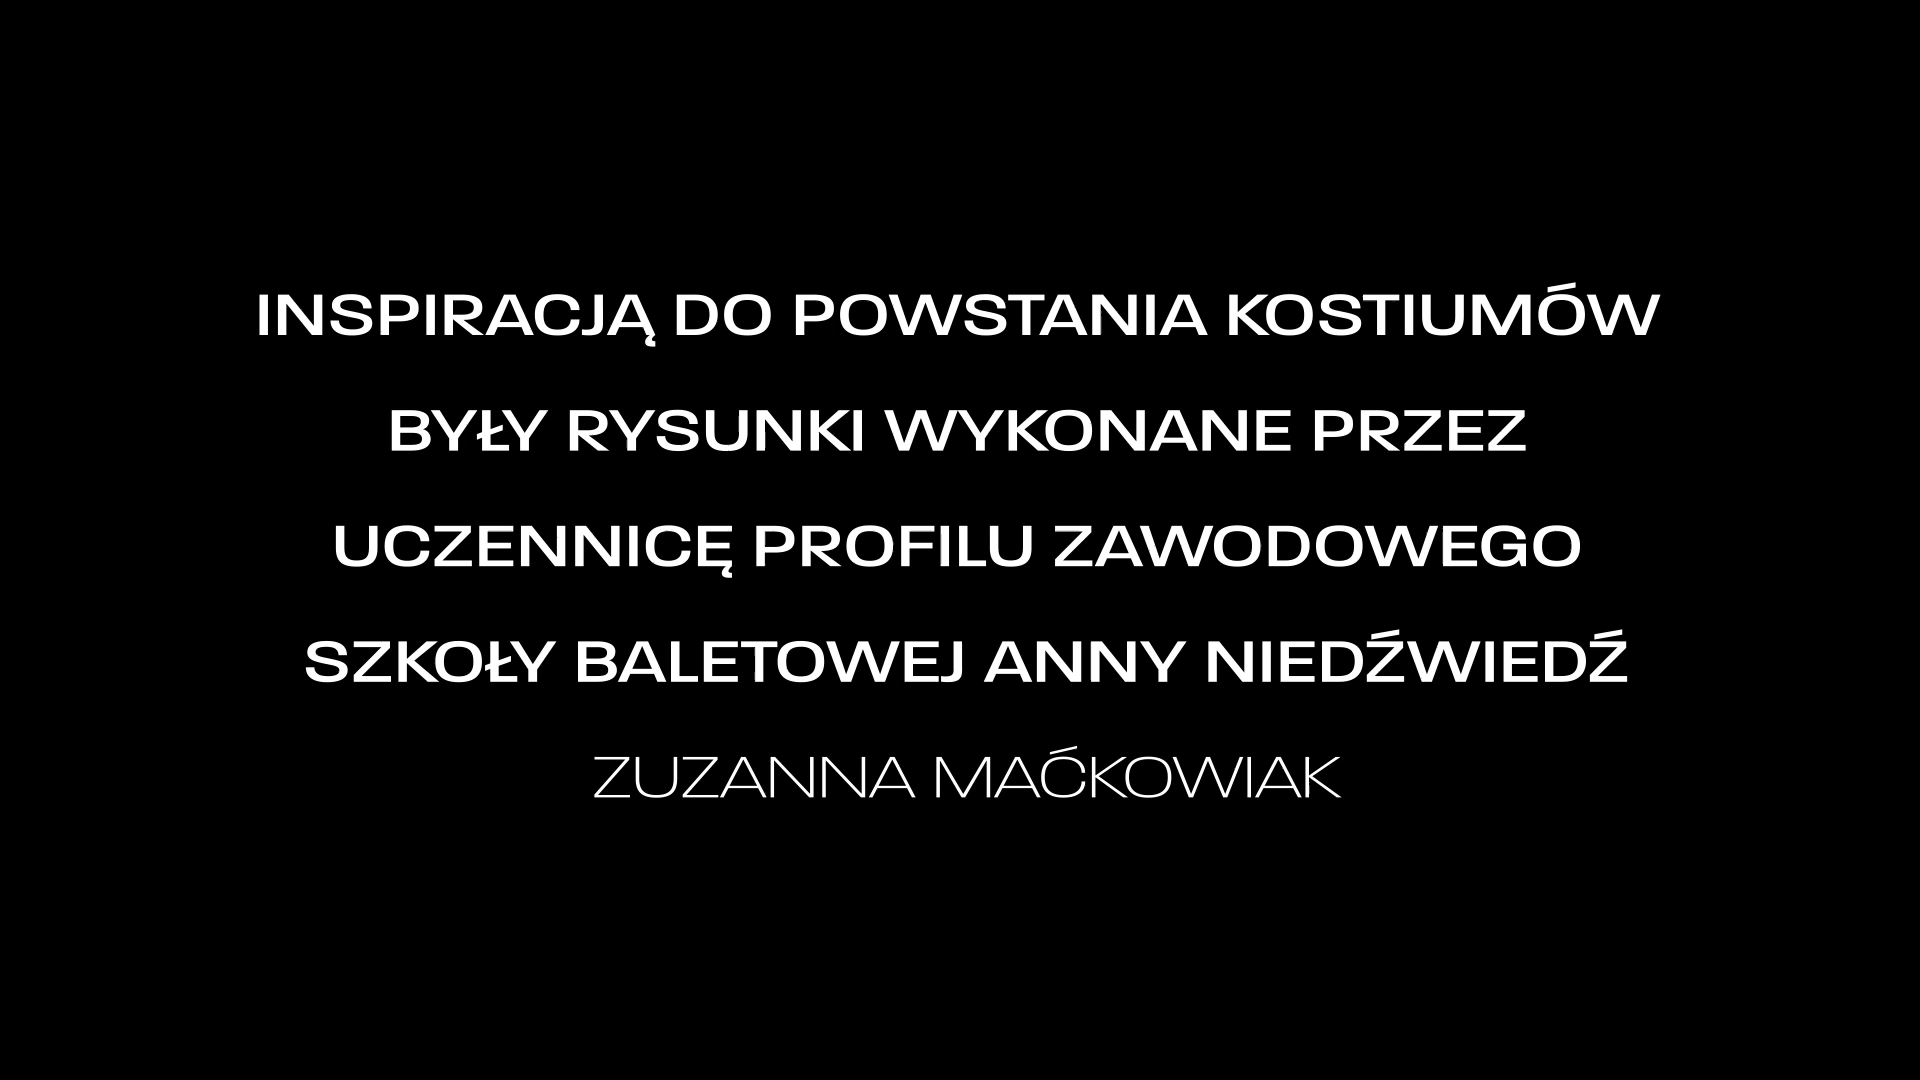 INSPIRACJĄ DO POWSTANIA KOSTIUMÓW
BYŁY RYSUNKI WYKONANE PRZEZ
UCZENNICĘ PROFILU ZAWODOWEGO
SZKOŁY BALETOWEJ ANNY NIEDŹWIEDŹ
ZUZANNA MAĆKOWIAK